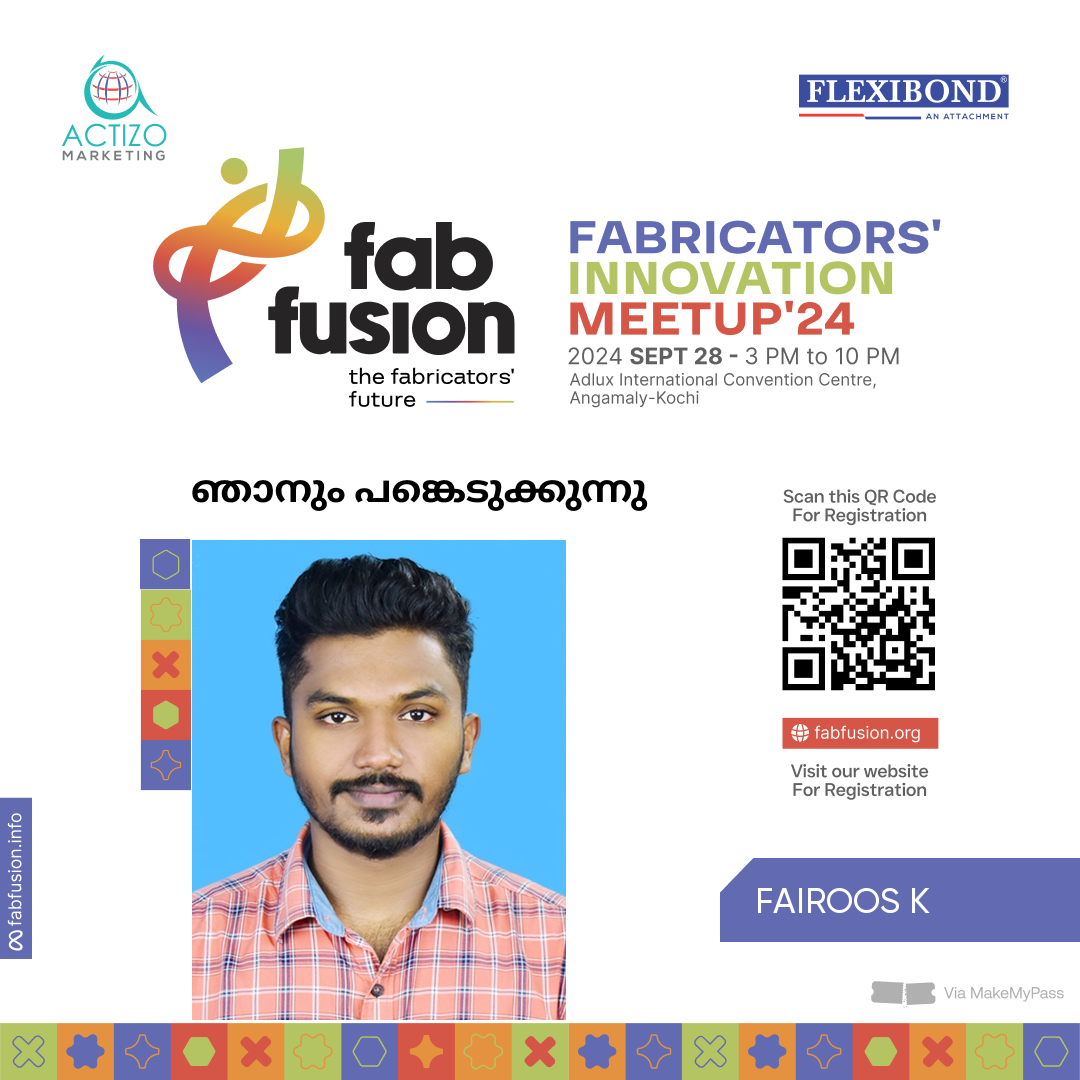 ACTIZO
MARKETING
FLEXIBOND®
AN ATTACHMENT
fab
fusion
the fabricators'
future
FABRICATORS'
INNOVATION
MEETUP'24
2024 SEPT 28 - 3 PM to 10 PM
Adlux International Convention Centre,
Angamaly-Kochi
ഞാനും പങ്കെടുക്കുന്നു
Scan this QR Code
For Registration
fabfusion.org
Visit our website
For Registration
fabfusion.info
FAIROOS K
Via MakeMyPass